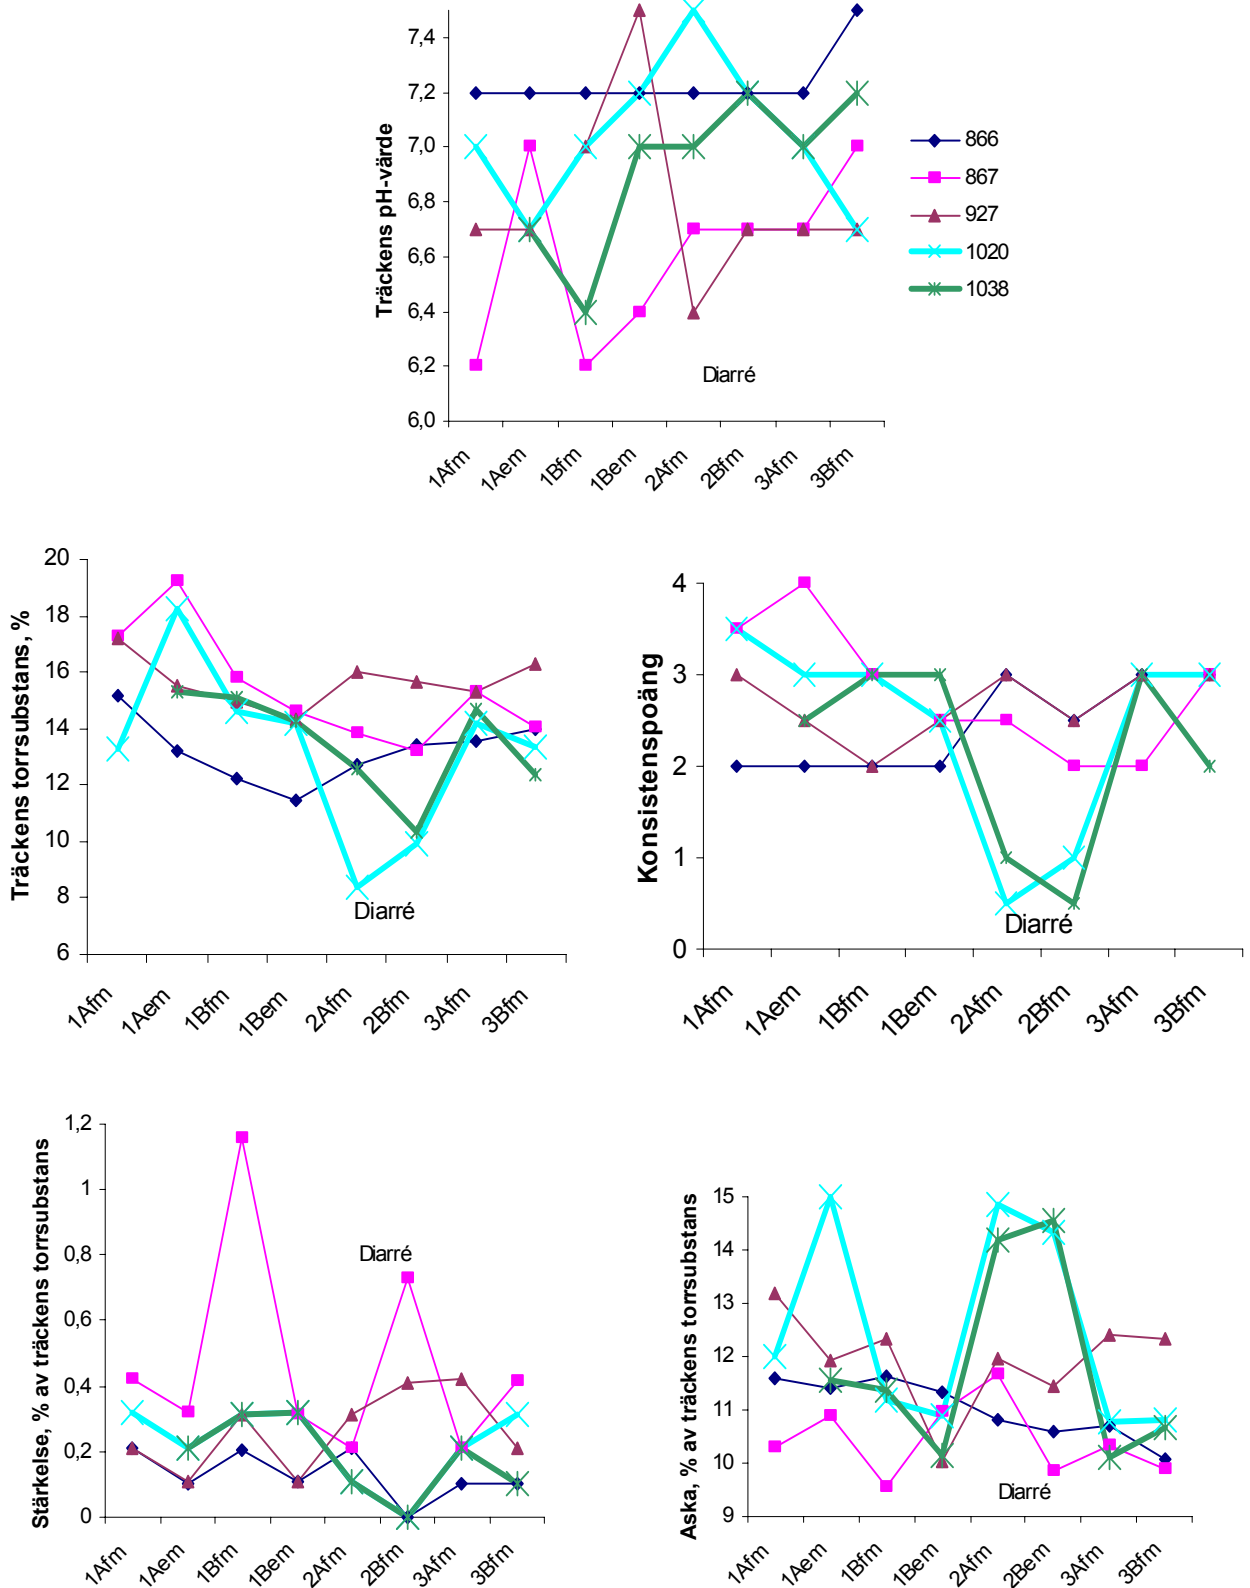 Träckens pH-värde
7,4
7,2
7,0
6,8
6,6
6,4
6,2
6,0
Diarré
1Afm
1Aem
1Bfm
1Bem
2Afm
2Bfm
3Afm
3Bfm
866
867
927
1020
1038
Träckens torrsubstans, %
20
18
16
14
12
10
8
6
Diarré
1Afm
1Aem
1Bfm
1Bem
2Afm
2Bfm
3Afm
3Bfm
Konsistenspoäng
4
3
2
1
0
Diarré
1Afm
1Aem
1Bfm
1Bem
2Afm
2Bfm
3Afm
3Bfm
Stärkelse, % av träckens torrsubstans
1,2
1
0,8
0,6
0,4
0,2
0
Diarré
1Afm
1Aem
1Bfm
1Bem
2Afm
2Bfm
3Afm
3Bfm
Aska, % av träckens torrsubstans
15
14
13
12
11
10
9
Diarré
1Afm
1Aem
1Bfm
1Bem
2Afm
2Bem
3Afm
3Bfm